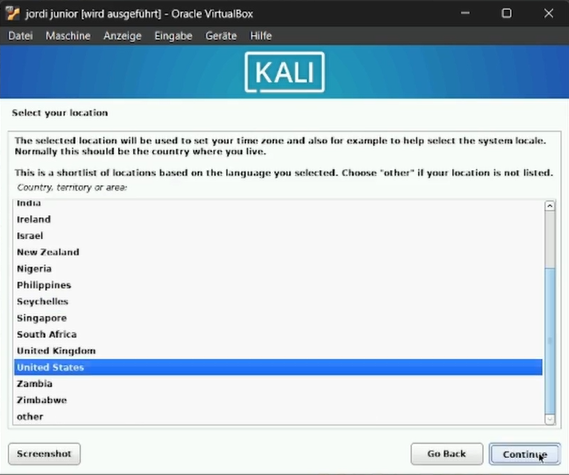 jordi junior [wird ausgeführt] - Oracle VirtualBox
Datei Maschine Anzeige Eingabe Geräte Hilfe
KALI
Select your location
The selected location will be used to set your time zone and also for example to help select the system locale.
Normally this should be the country where you live.
This is a shortlist of locations based on the language you selected. Choose "other" if your location is not listed.
Country, territory or area:
India
Ireland
Israel
New Zealand
Nigeria
Philippines
Seychelles
Singapore
South Africa
United Kingdom
United States
Zambia
Zimbabwe
other
Screenshot Go Back Continue